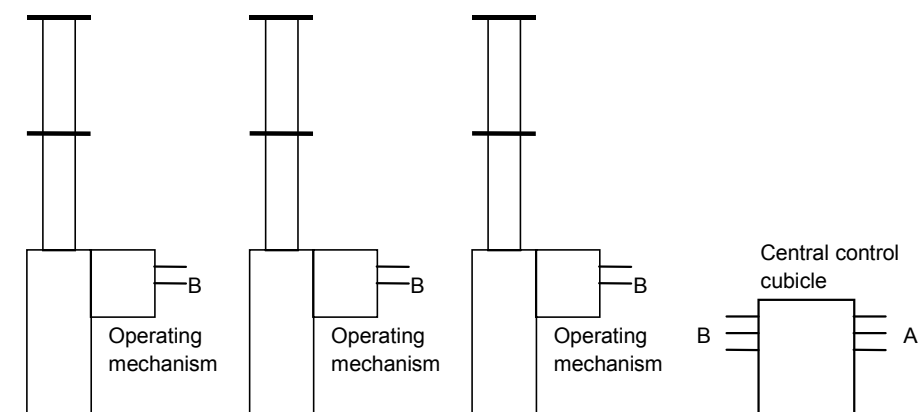 B
Operating
mechanism
B
Operating
mechanism
B
Operating
mechanism
Central control
cubicle
B
A